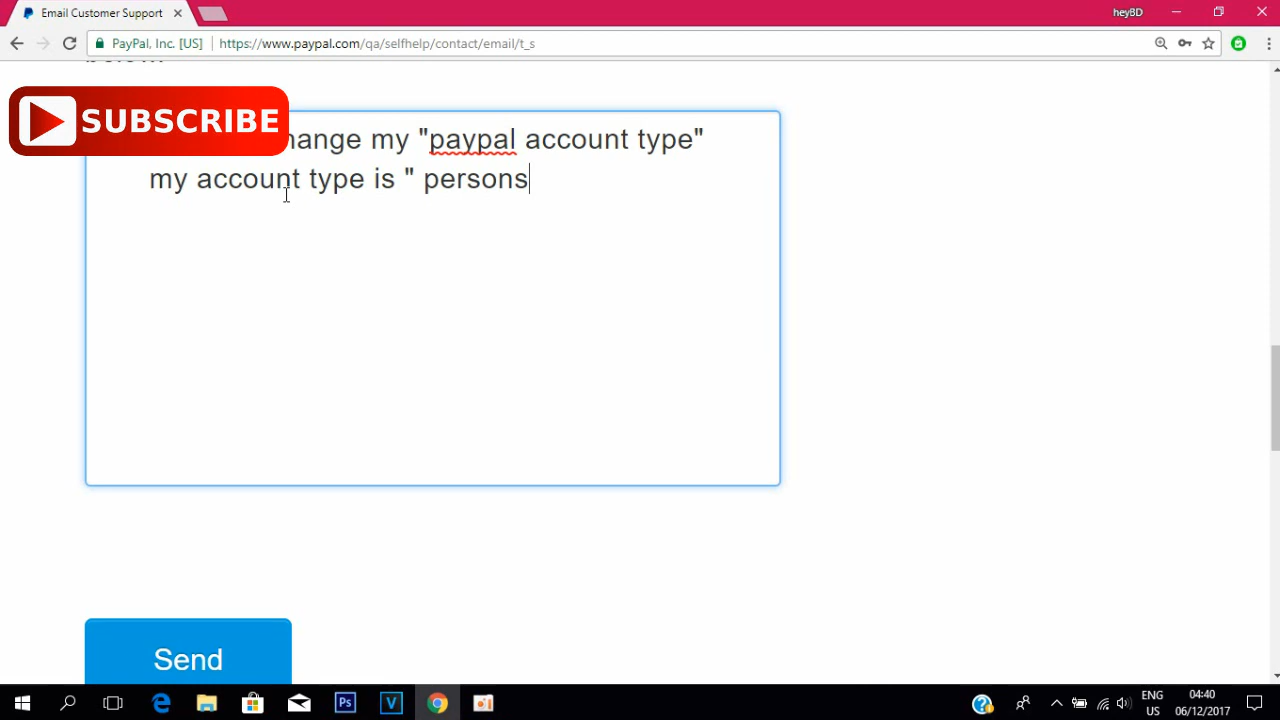 Email Customer Support
heyBD
PayPal, Inc. [US]
https://www.paypal.com/qa/selfhelp/contact/email/t_s
SUBSCRIBE
hange my "paypal account type"
my account type is " persons
Send
Ps
V
ENG
04:40
US
06/12/2017